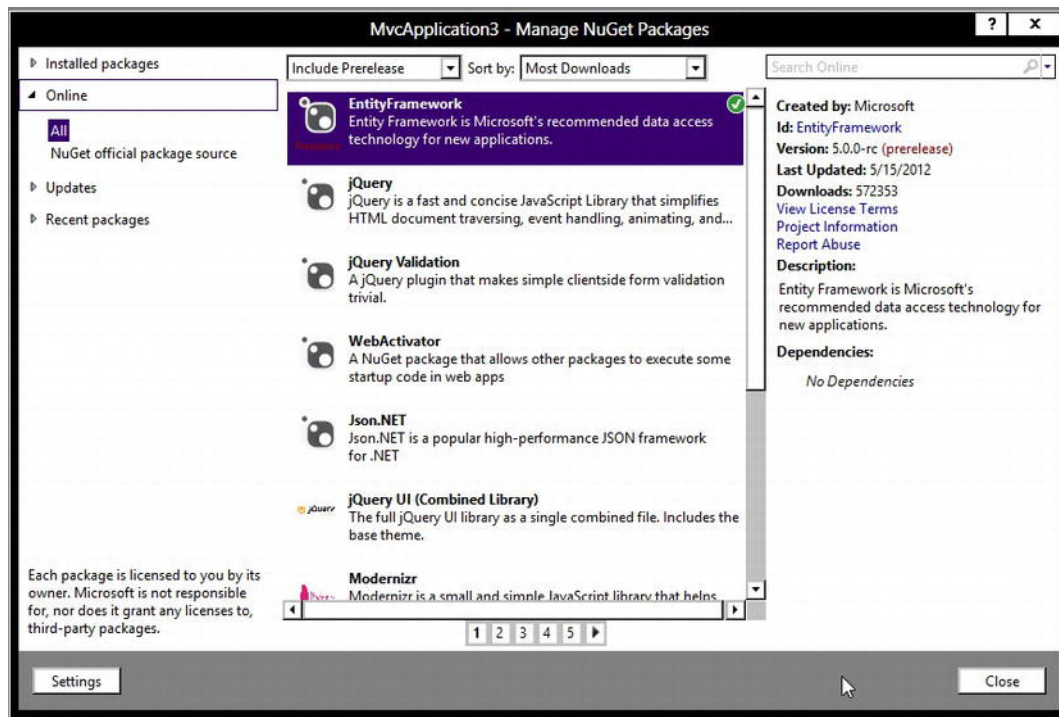 MvcApplication3 - Manage NuGet Packages
?
X
Installed packages
Online
All
NuGet official package source
Updates
Recent packages
Each package is licensed to you by its
owner. Microsoft is not responsible
for, nor does it grant any licenses to,
third-party packages.
Include Prerelease
Sort by:
Most Downloads
EntityFramework
Entity Framework is Microsoft's recommended data access
technology for new applications.
Prerelease
jQuery
jQuery is a fast and concise JavaScript Library that simplifies
HTML document traversing, event handling, animating, and...
jQuery Validation
A jQuery plugin that makes simple clientside form validation
trivial.
WebActivator
A NuGet package that allows other packages to execute some
startup code in web apps
Json.NET
Json.NET is a popular high-performance JSON framework
for .NET
jQuery
jQuery UI (Combined Library)
The full jQuery UI library as a single combined file. Includes the
base theme.
Modernizr
Modernizr is a small and simple JavaScript library that helps
1 2 3 4 5
Search Online
Created by: Microsoft
Id: EntityFramework
Version: 5.0.0-rc (prerelease)
Last Updated: 5/15/2012
Downloads: 572353
View License Terms
Project Information
Report Abuse
Description:
Entity Framework is Microsoft's
recommended data access technology for
new applications.
Dependencies:
No Dependencies
Settings
Close